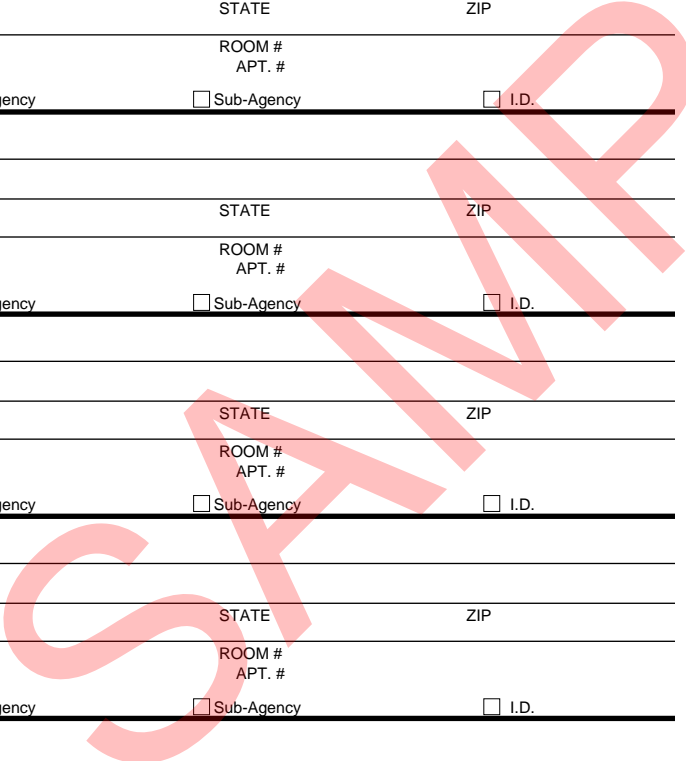 STATE ZIP
ROOM #
APT. #
gency Sub-Agency I.D.
STATE ZIP
ROOM #
APT. #
gency Sub-Agency I.D.
STATE ZIP
ROOM #
APT. #
gency Sub-Agency I.D.
STATE ZIP
ROOM #
APT. #
gency Sub-Agency I.D.
SAMP